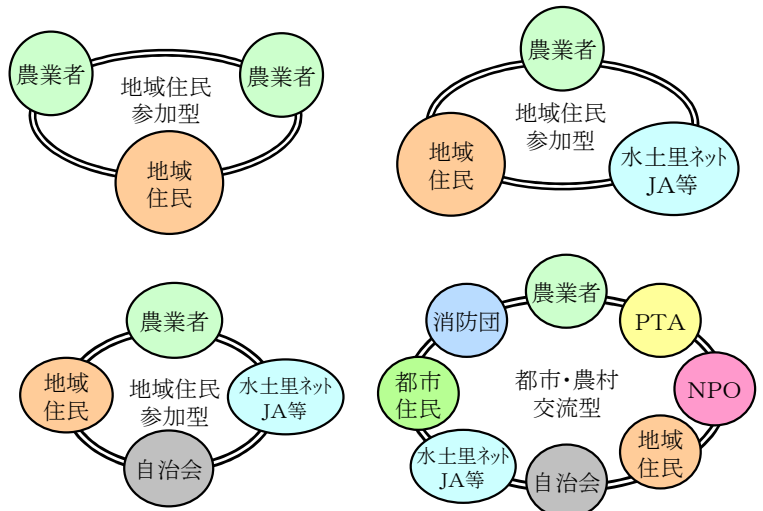 農業者
農業者
地域住民
参加型
地域
住民
農業者
地域住民
参加型
地域
住民
水土里ネット
JA等
農業者
地域
住民
地域住民
参加型
水土里ネット
JA等
自治会
農業者
消防団
PTA
都市
住民
都市・農村
交流型
NPO
地域
住民
水土里ネット
JA等
自治会